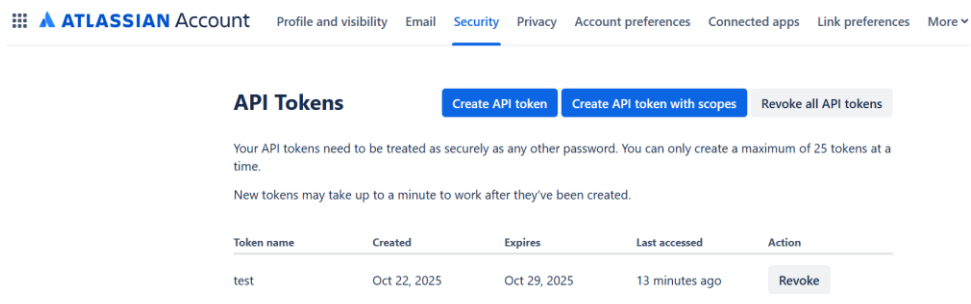 ATLASSIAN Account Profile and visibility Email Security Privacy Account preferences Connected apps Link preferences More
API Tokens Create API token Create API token with scopes Revoke all API tokens
Your API tokens need to be treated as securely as any other password. You can only create a maximum of 25 tokens at a
time.
New tokens may take up to a minute to work after they've been created.
Token name Created Expires Last accessed Action
test Oct 22, 2025 Oct 29, 2025 13 minutes ago Revoke